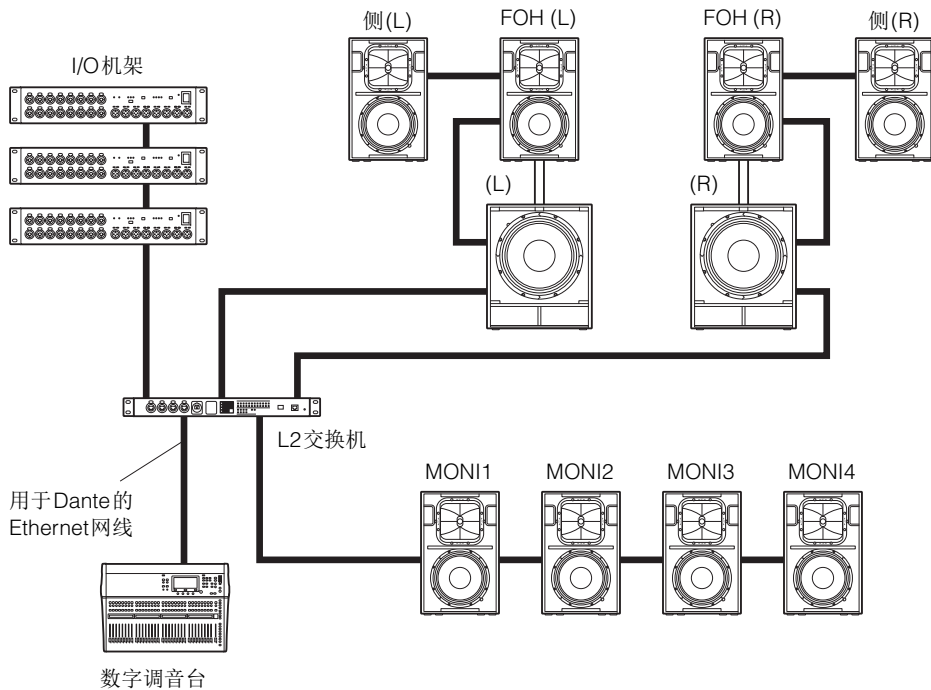 侧(L)
FOH (L)
FOH (R)
侧(R)
I/O机架
(L)
(R)
L2交换机
用于Dante的
Ethernet网线
MONI1
MONI2
MONI3
MONI4
数字调音台